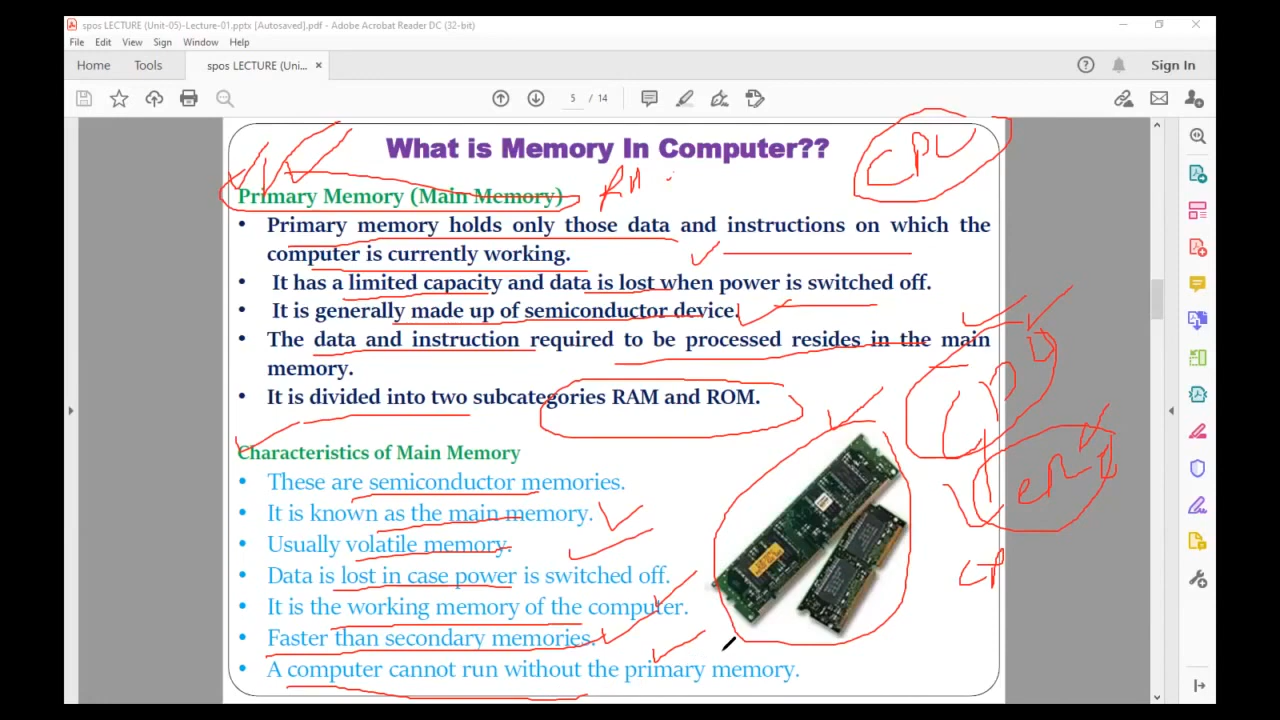 spos LECTURE (Unit-05)-Lecture-01.pptx [Autosaved].pdf - Adobe Acrobat Reader DC (32-bit)
File Edit View Sign Window Help
Home Tools spos LECTURE (Uni... × Sign In
5 / 14
What is Memory In Computer??
CPU
Primary Memory (Main Memory)
• Primary memory holds only those data and instructions on which the
computer is currently working.
• It has a limited capacity and data is lost when power is switched off.
• It is generally made up of semiconductor device.
• The data and instruction required to be processed resides in the main
memory.
• It is divided into two subcategories RAM and ROM.
Characteristics of Main Memory
• These are semiconductor memories.
• It is known as the main memory.
• Usually volatile memory.
• Data is lost in case power is switched off.
• It is the working memory of the computer.
• Faster than secondary memories.
• A computer cannot run without the primary memory.